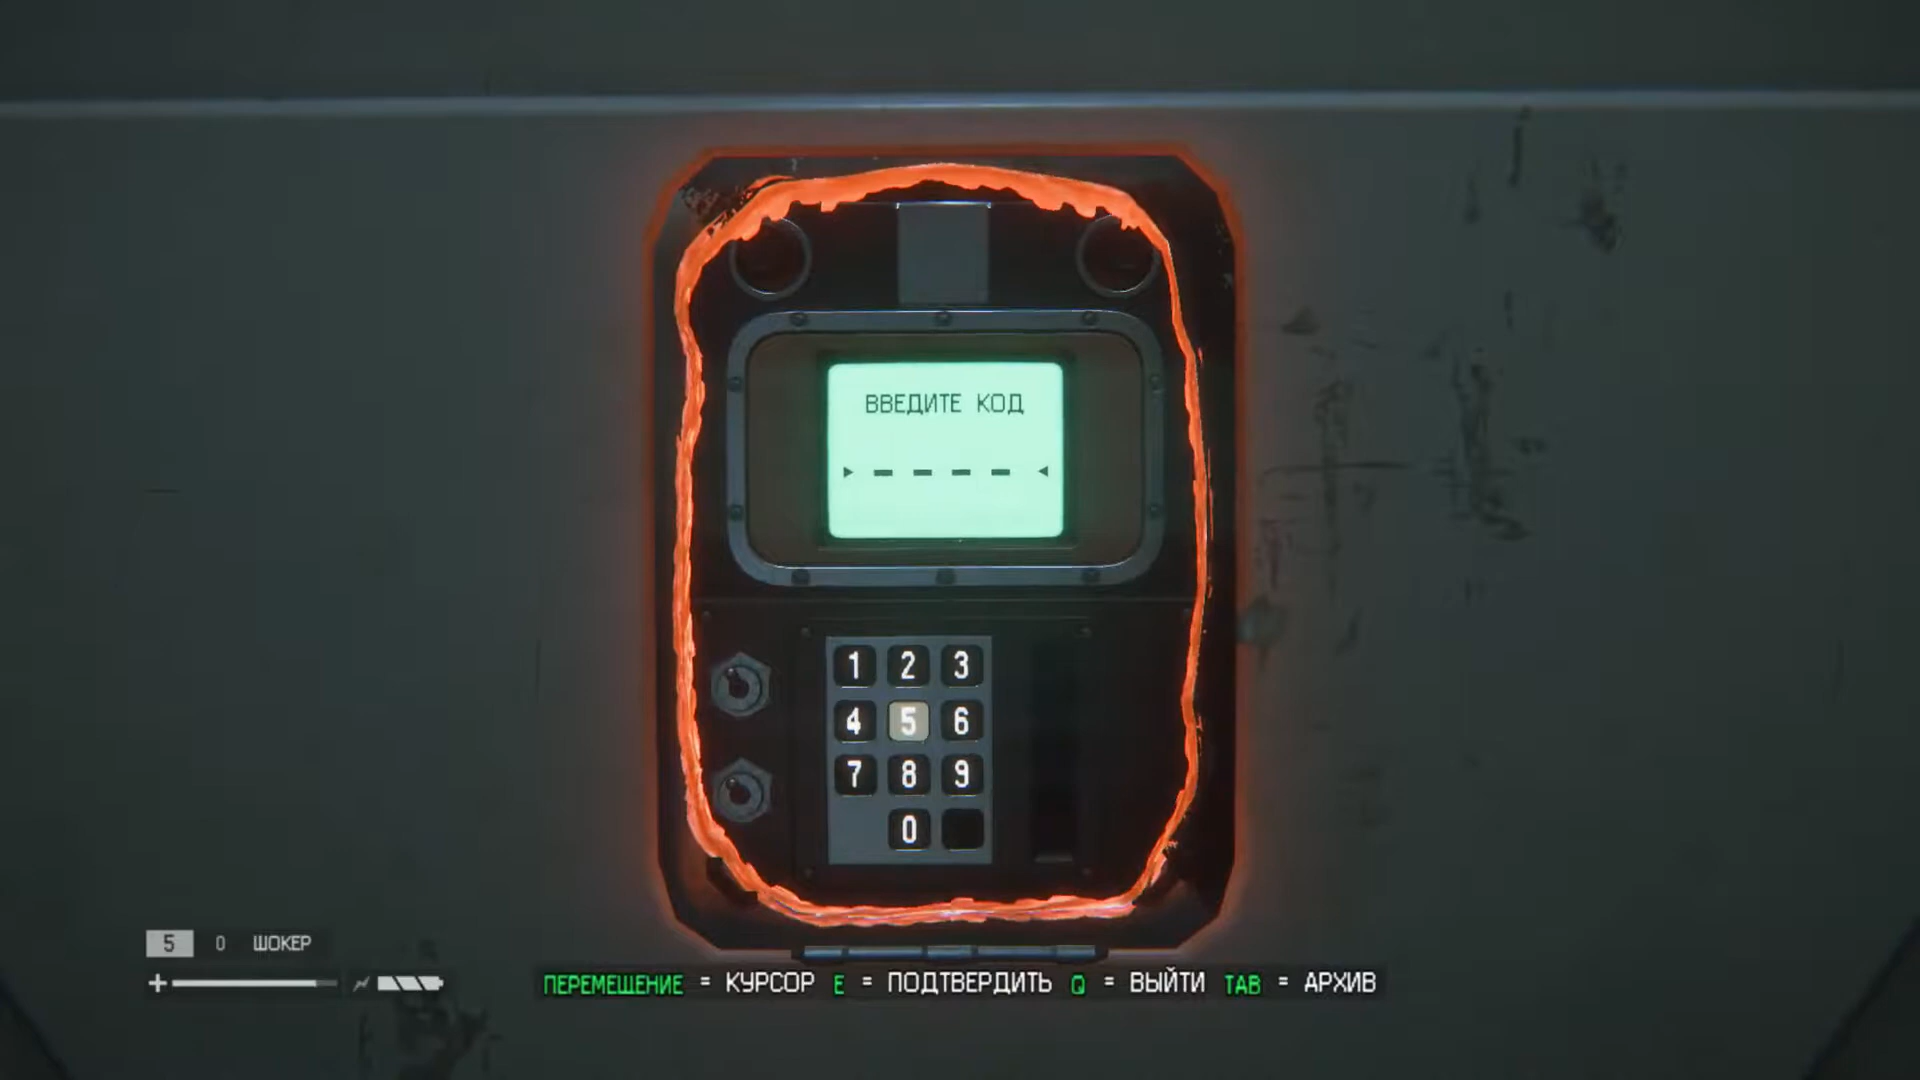 ВВЕДИТЕ КОД
► – – – – ◄
1 2 3
4 5 6
7 8 9
0
5 0 ШОКЕР
ПЕРЕМЕЩЕНИЕ = КУРСОР E = ПОДТВЕРДИТЬ Q = ВЫЙТИ TAB = АРХИВ